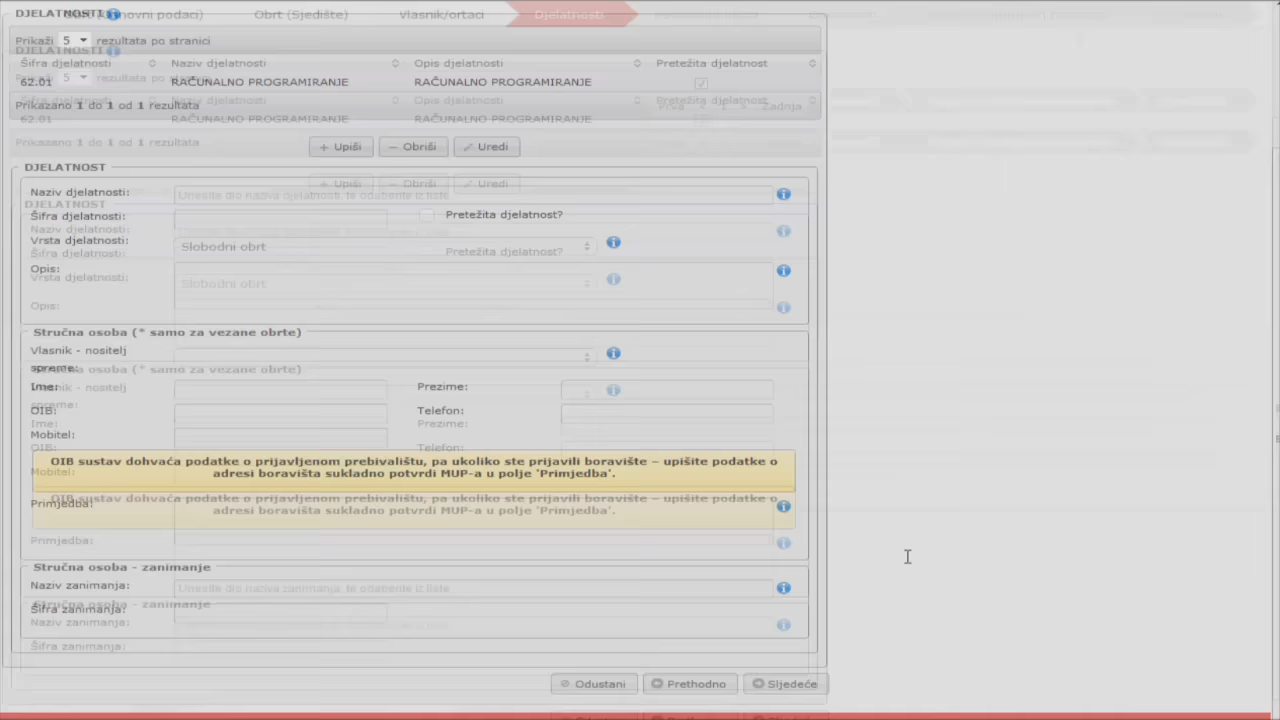 Obrt (Osnovni podaci) Obrt (Sjedište) Vlasnik/ortaci Djelatnosti
DJELATNOSTI
Prikaži 5 rezultata po stranici
Šifra djelatnosti Naziv djelatnosti Opis djelatnosti Pretežita djelatnost
62.01 RAČUNALNO PROGRAMIRANJE RAČUNALNO PROGRAMIRANJE
Prikazano 1 do 1 od 1 rezultata Prva 1 Zadnja
+ Upiši − Obriši Uredi
DJELATNOST
Naziv djelatnosti: Unesite dio naziva djelatnosti, te odaberite iz liste
Šifra djelatnosti: Pretežita djelatnost?
Vrsta djelatnosti: Slobodni obrt
Opis:
Stručna osoba (* samo za vezane obrte)
Vlasnik - nositelj
spreme:
Ime: Prezime:
OIB: Telefon:
Mobitel:
OIB sustav dohvaća podatke o prijavljenom prebivalištu, pa ukoliko ste prijavili boravište – upišite podatke o
adresi boravišta sukladno potvrdi MUP-a u polje 'Primjedba'.
Primjedba:
Stručna osoba - zanimanje
Naziv zanimanja: Unesite dio naziva zanimanja, te odaberite iz liste
Šifra zanimanja:
Odustani Prethodno Sljedeće